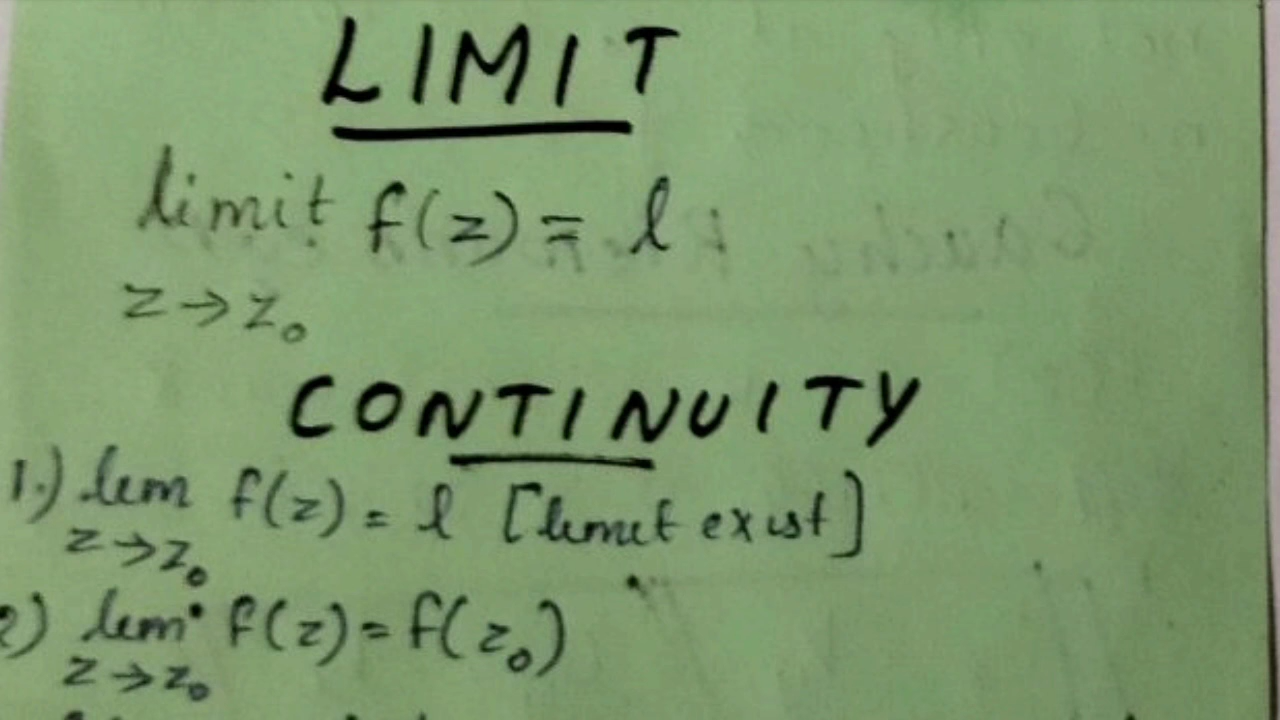 LIMIT
limit f(z) = l
z→z₀
CONTINUITY
1.) lim f(z) = l [limit exist]
z→z₀
2) lim f(z) = f(z₀)
z→z₀